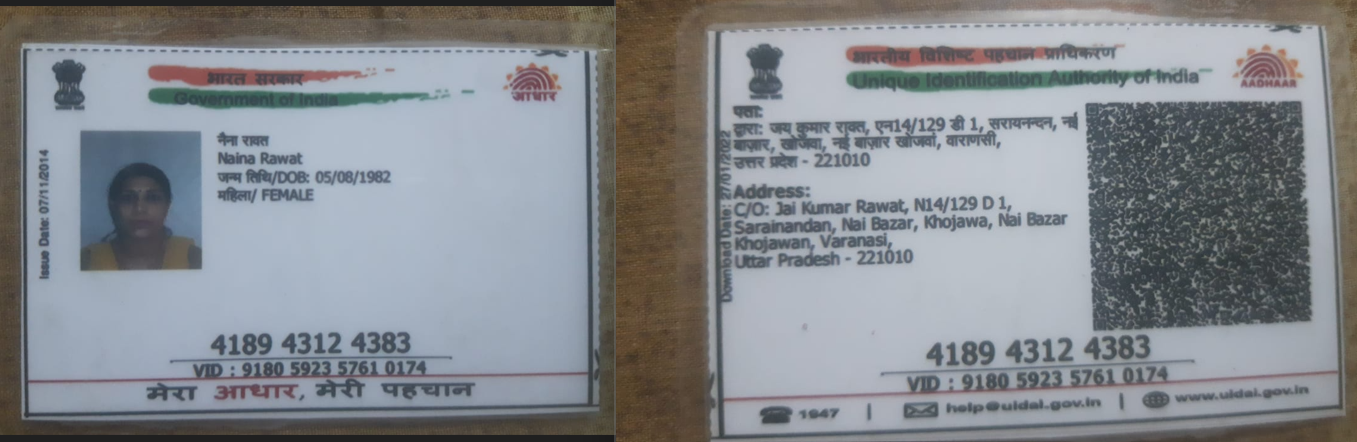 भारत सरकार
Government of India
आधार
Issue Date: 07/11/2014
नैना रावत
Naina Rawat
जन्म तिथि/DOB: 05/08/1982
महिला/ FEMALE
4189 4312 4383
VID : 9180 5923 5761 0174
मेरा आधार, मेरी पहचान
भारतीय विशिष्ट पहचान प्राधिकरण
Unique Identification Authority of India
AADHAAR
Download Date: 27/01/2022
पता:
द्वारा: जय कुमार रावत, एन14/129 डी 1, सरायनन्दन, नई
बाज़ार, खोजवा, नई बाज़ार खोजवां, वाराणसी,
उत्तर प्रदेश - 221010
Address:
C/O: Jai Kumar Rawat, N14/129 D 1,
Sarainandan, Nai Bazar, Khojawa, Nai Bazar
Khojawan, Varanasi,
Uttar Pradesh - 221010
4189 4312 4383
VID : 9180 5923 5761 0174
1947 | help@uidai.gov.in | www.uidai.gov.in